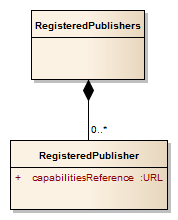 RegisteredPublishers
0..*
RegisteredPublisher
+ capabilitiesReference :URL